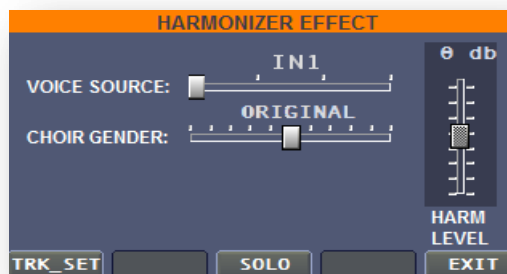 HARMONIZER EFFECT
IN1
VOICE SOURCE:
ORIGINAL
CHOIR GENDER:
0 db
HARM
LEVEL
TRK_SET
SOLO
EXIT